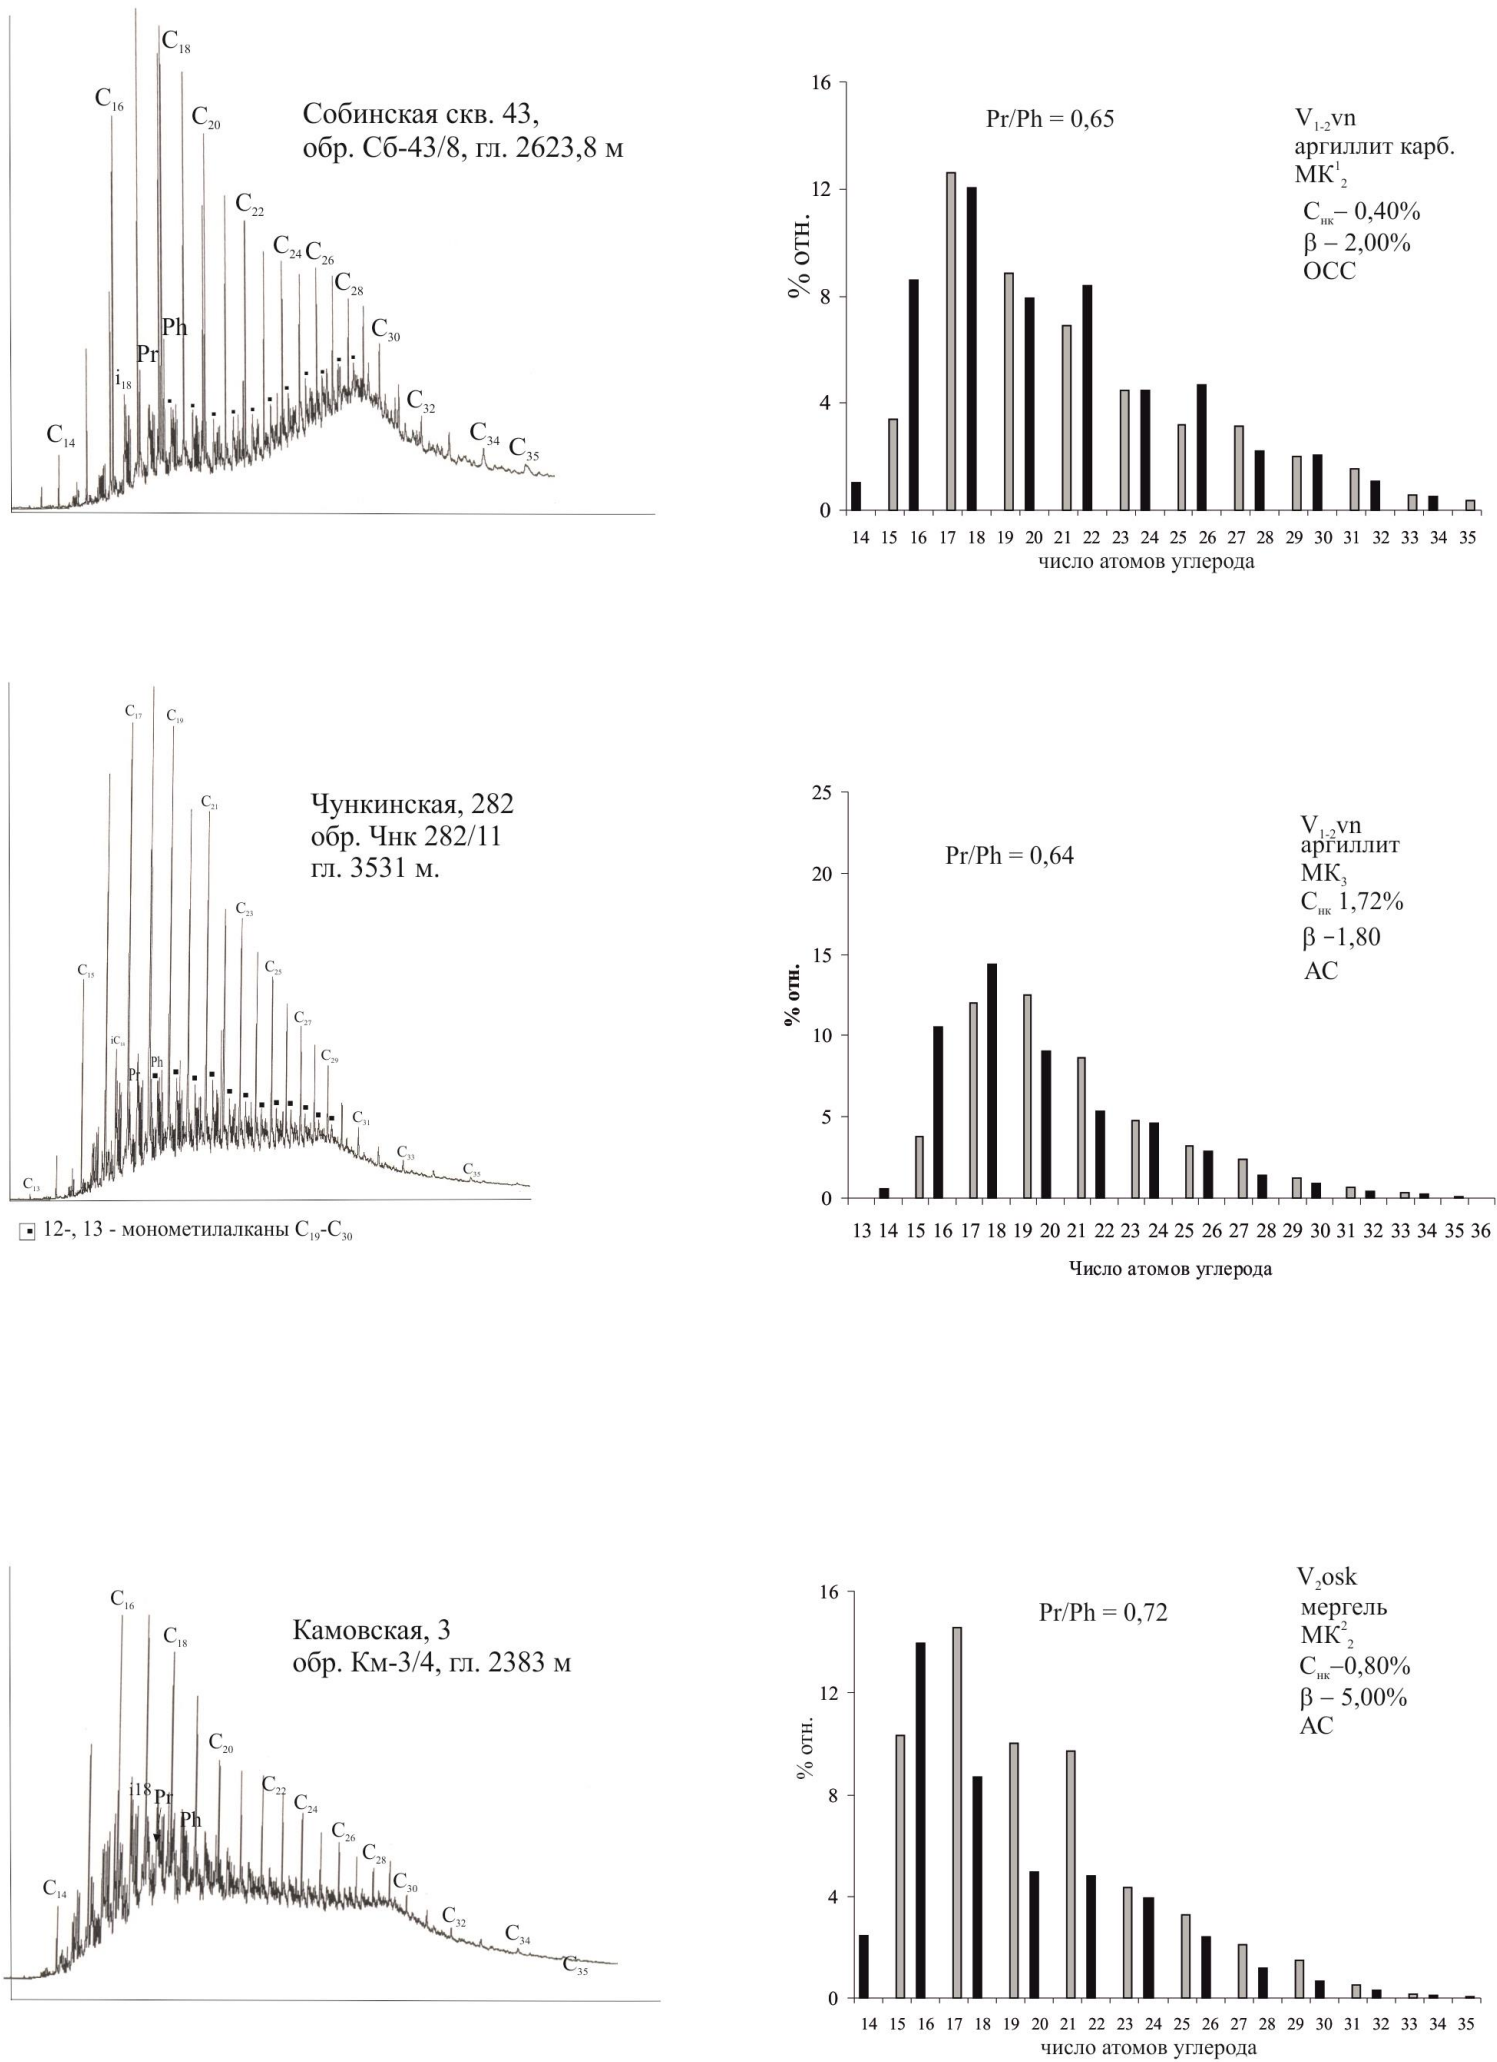 C₁₈
C₁₆
C₂₀
Собинская скв. 43,
обр. Сб-43/8, гл. 2623,8 м
C₂₂
C₂₄ C₂₆
C₂₈
Ph
C₃₀
Pr
i₁₈
C₃₂
C₁₄
C₃₄
C₃₅
16
12
8
4
0
% отн.
Pr/Ph = 0,65
V₁₋₂vn
аргиллит карб.
МК¹₂
Cнк – 0,40%
β – 2,00%
ОСС
14 15 16 17 18 19 20 21 22 23 24 25 26 27 28 29 30 31 32 33 34 35
число атомов углерода
C₁₇
C₁₉
Чункинская, 282
обр. Чнк 282/11
гл. 3531 м.
C₂₁
C₂₃
C₁₅
C₂₅
C₂₇
C₂₉
Ph
Pr
C₃₁
C₃₃
C₃₅
C₁₃
12-, 13 - монометилалканы C₁₉-C₃₀
25
20
15
10
5
0
% отн.
Pr/Ph = 0,64
V₁₋₂vn
аргиллит
МК₃
Cнк 1,72%
β –1,80
АС
13 14 15 16 17 18 19 20 21 22 23 24 25 26 27 28 29 30 31 32 33 34 35 36
Число атомов углерода
C₁₆
C₁₈
Камовская, 3
обр. Км-3/4, гл. 2383 м
C₂₀
i18
Pr
C₂₂
C₂₄
Ph
C₂₆
C₂₈
C₁₄
C₃₀
C₃₂
C₃₄
C₃₅
16
12
8
4
0
% отн.
Pr/Ph = 0,72
V₂osk
мергель
МК²₂
Cнк –0,80%
β – 5,00%
АС
14 15 16 17 18 19 20 21 22 23 24 25 26 27 28 29 30 31 32 33 34 35
число атомов углерода